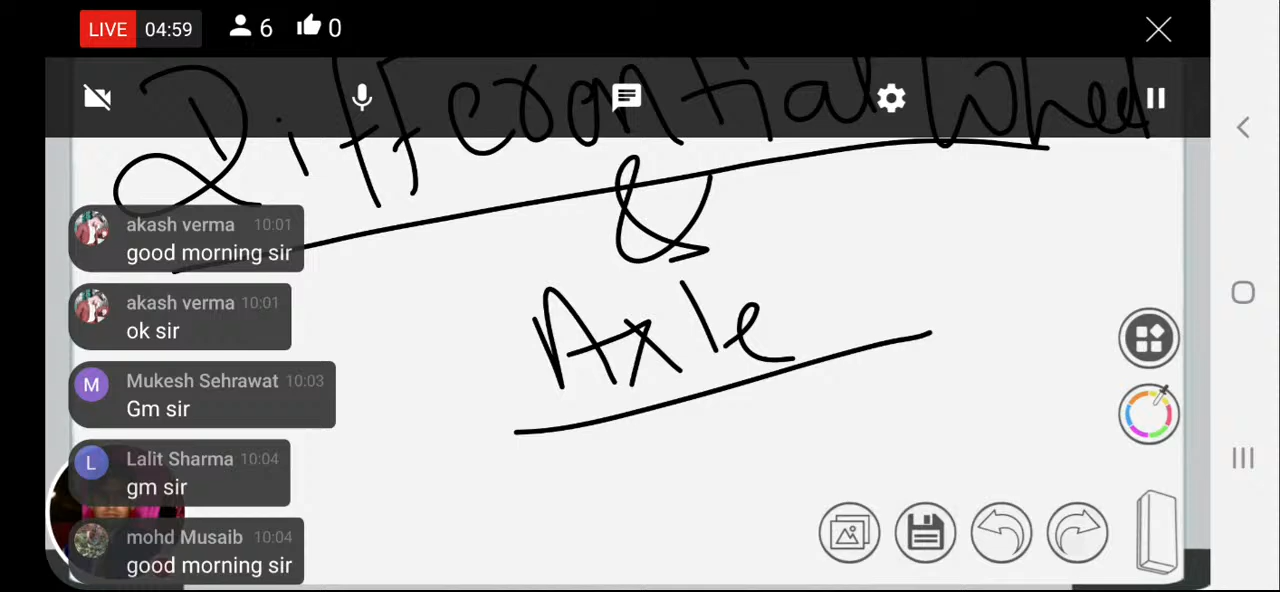 LIVE 04:59 6 0
Differential Wheel
&
Axle
akash verma 10:01
good morning sir
akash verma 10:01
ok sir
M Mukesh Sehrawat 10:03
Gm sir
L Lalit Sharma 10:04
gm sir
mohd Musaib 10:04
good morning sir